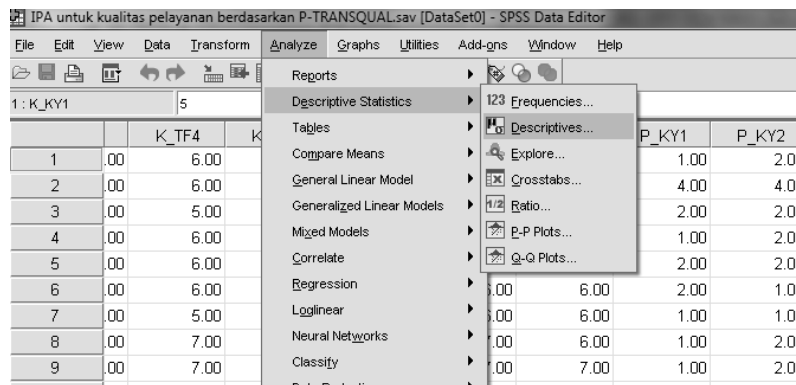 IPA untuk kualitas pelayanan berdasarkan P-TRANSQUAL.sav [DataSet0] - SPSS Data Editor
File Edit View Data Transform Analyze Graphs Utilities Add-ons Window Help
1 : K_KY1 5
K_TF4 K P_KY1 P_KY2
Reports
Descriptive Statistics
Tables
Compare Means
General Linear Model
Generalized Linear Models
Mixed Models
Correlate
Regression
Loglinear
Neural Networks
Classify
123 Frequencies...
Descriptives...
Explore...
Crosstabs...
1/2 Ratio...
P-P Plots...
Q-Q Plots...
1 .00 6.00 1.00 2.0
2 .00 6.00 4.00 4.0
3 .00 5.00 2.00 2.0
4 .00 6.00 1.00 2.0
5 .00 6.00 2.00 2.0
6 .00 6.00 .00 6.00 2.00 1.0
7 .00 5.00 .00 6.00 1.00 1.0
8 .00 7.00 .00 6.00 1.00 2.0
9 .00 7.00 .00 7.00 1.00 2.0